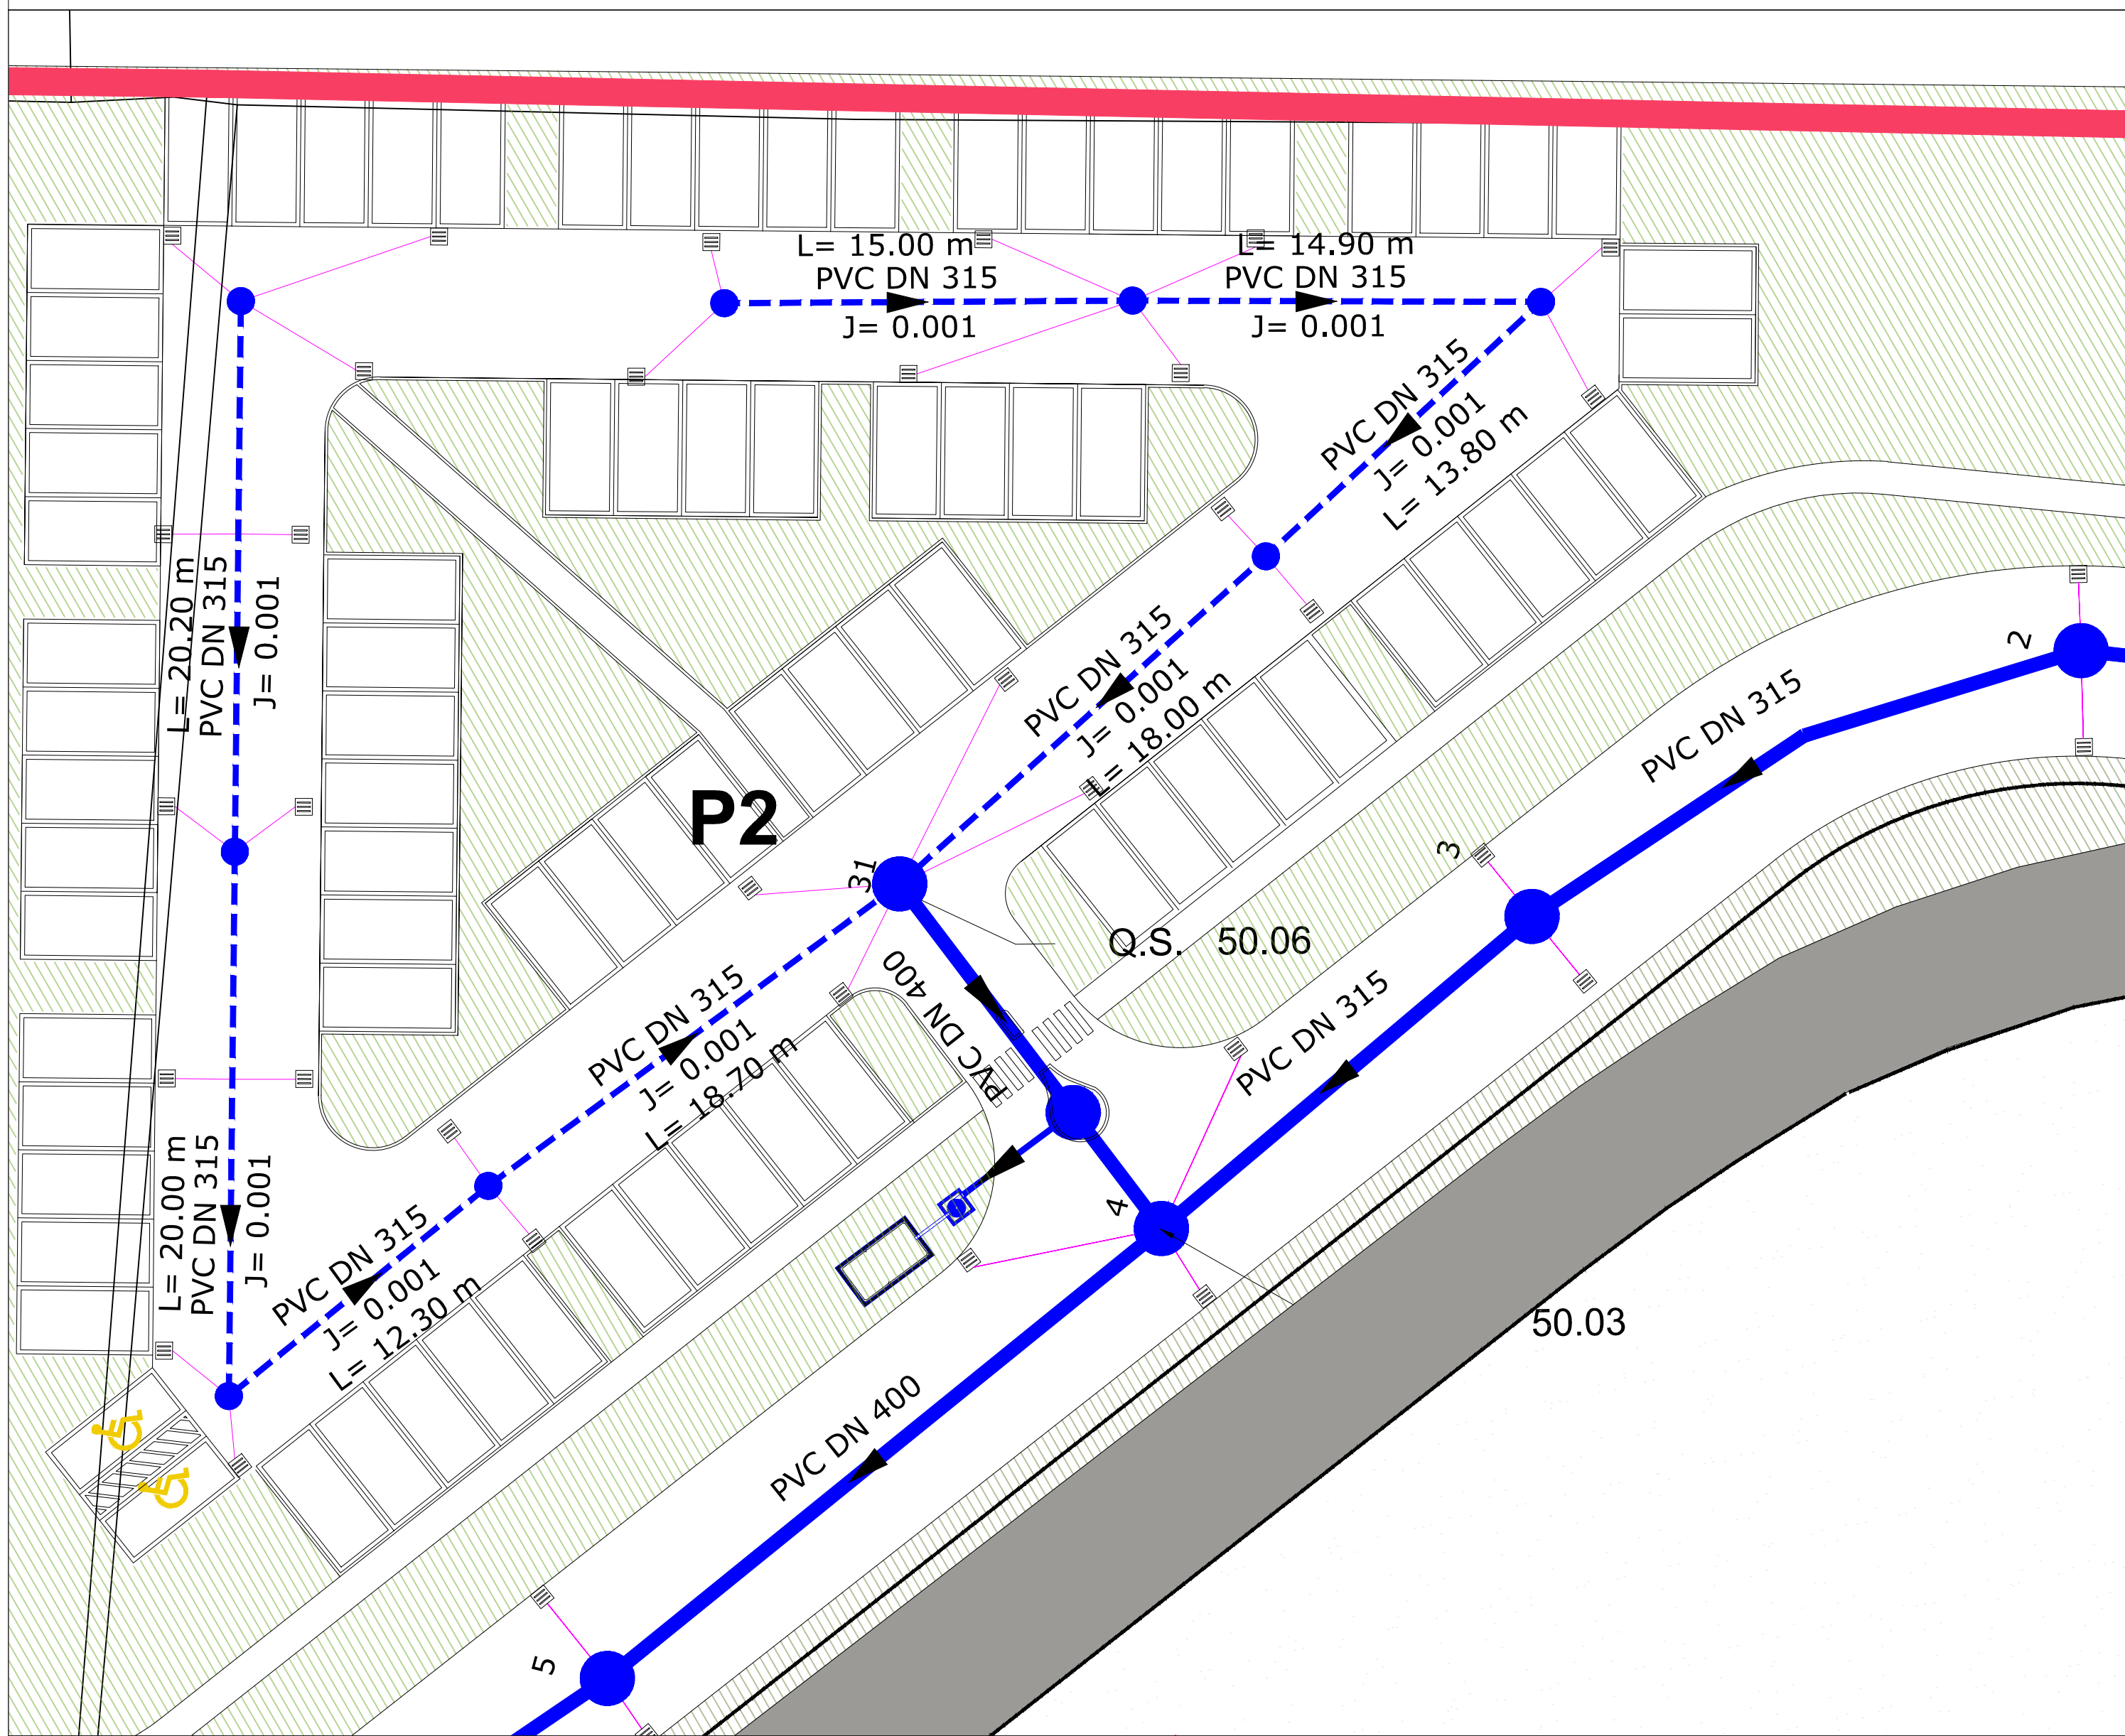 L= 15.00 m
PVC DN 315
J= 0.001
L= 14.90 m
PVC DN 315
J= 0.001
PVC DN 315
J= 0.001
L= 13.80 m
L= 20.20 m
PVC DN 315
J= 0.001
PVC DN 315
J= 0.001
L= 18.00 m
2
PVC DN 315
P2
31
3
Q.S. 50.06
PVC DN 400
PVC DN 315
PVC DN 315
J= 0.001
L= 18.70 m
L= 20.00 m
PVC DN 315
J= 0.001
PVC DN 315
J= 0.001
L= 12.30 m
4
50.03
PVC DN 400
5